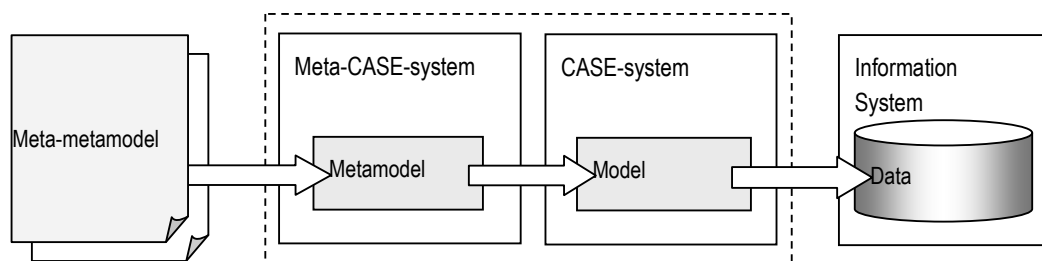 Meta-metamodel
Meta-CASE-system
Metamodel
CASE-system
Model
Information
System
Data